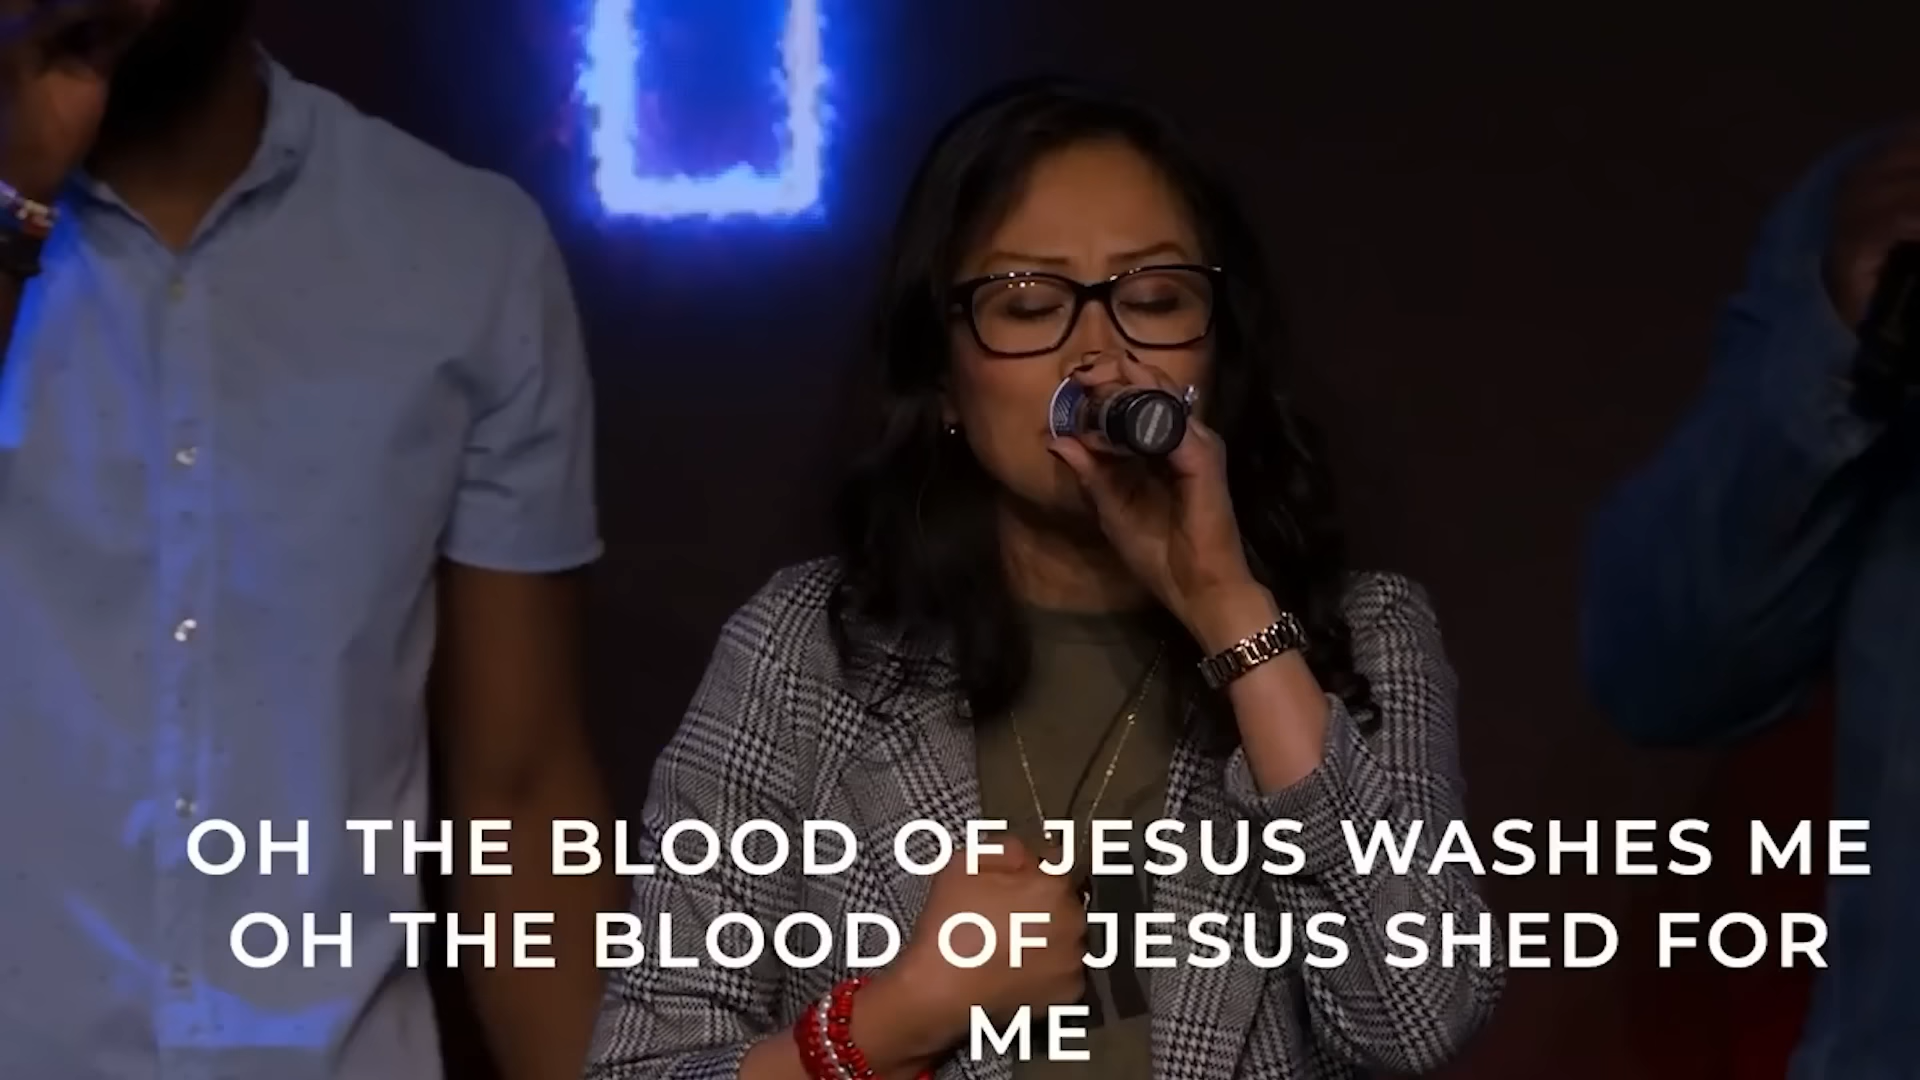 OH THE BLOOD OF JESUS WASHES ME
OH THE BLOOD OF JESUS SHED FOR
ME